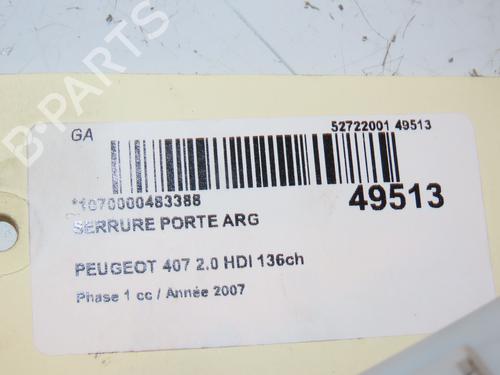 GA
52722001 49513
*1070000483388
49513
SERRURE PORTE ARG
PEUGEOT 407 2.0 HDI 136ch
Phase 1 cc / Année 2007
B-PARTS